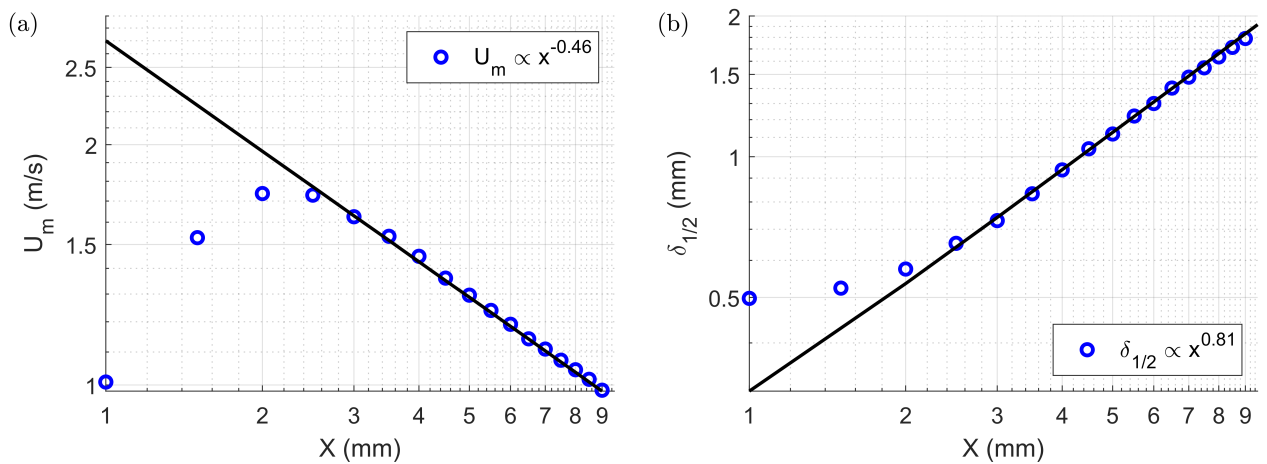 (a)
U_m ∝ x^-0.46
2.5
2
1.5
1
U_m (m/s)
1 2 3 4 5 6 7 8 9
X (mm)
(b)
2
1.5
1
0.5
δ_1/2 (mm)
δ_1/2 ∝ x^0.81
1 2 3 4 5 6 7 8 9
X (mm)